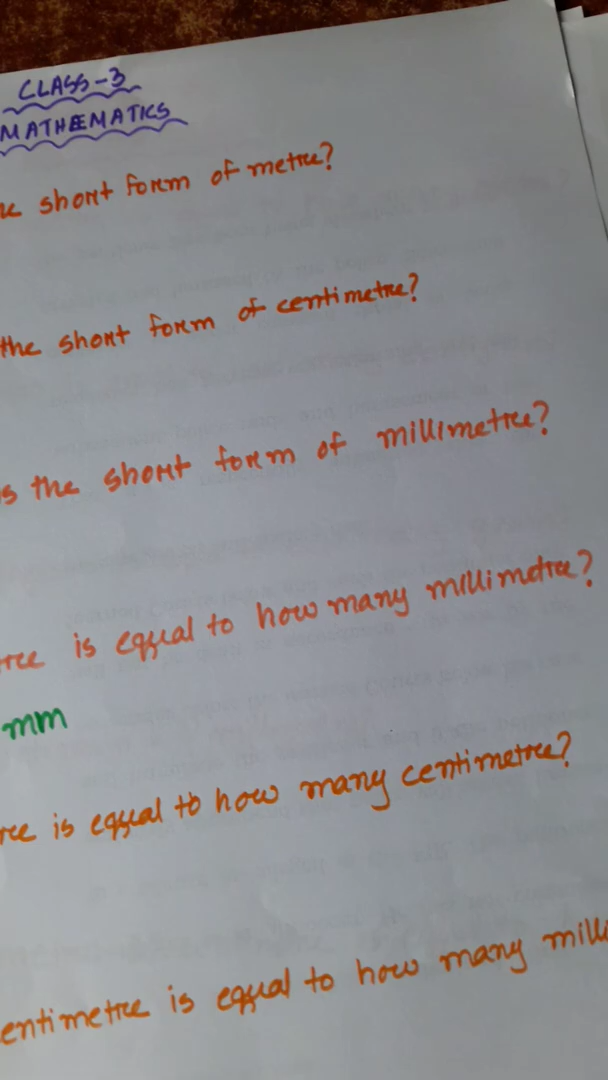 CLASS-3
MATHEMATICS
short form of metre?
the short form of centimetre?
the short form of millimetre?
is equal to how many millimetre?
mm
is equal to how many centimetre?
is equal to how many